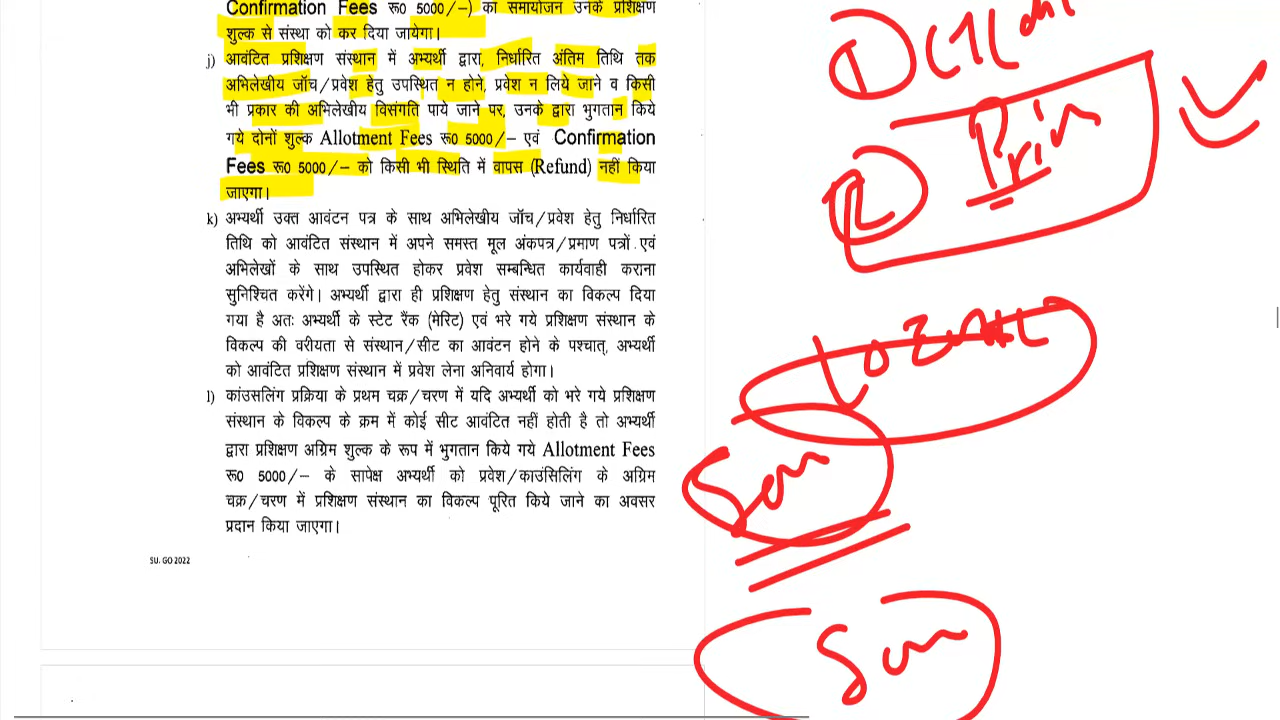 Confirmation Fees रू0 5000/–) का समायोजन उनके प्रशिक्षण
शुल्क से संस्था को कर दिया जायेगा।
j) आवंटित प्रशिक्षण संस्थान में अभ्यर्थी द्वारा, निर्धारित अंतिम तिथि तक
अभिलेखीय जॉच/प्रवेश हेतु उपस्थित न होने, प्रवेश न लिये जाने व किसी
भी प्रकार की अभिलेखीय विसंगति पाये जाने पर, उनके द्वारा भुगतान किये
गये दोनों शुल्क Allotment Fees रू0 5000/– एवं Confirmation
Fees रू0 5000/– को किसी भी स्थिति में वापस (Refund) नहीं किया
जाएगा।
k) अभ्यर्थी उक्त आवंटन पत्र के साथ अभिलेखीय जॉच/प्रवेश हेतु निर्धारित
तिथि को आवंटित संस्थान में अपने समस्त मूल अंकपत्र/प्रमाण पत्रों एवं
अभिलेखों के साथ उपस्थित होकर प्रवेश सम्बन्धित कार्यवाही कराना
सुनिश्चित करेंगे। अभ्यर्थी द्वारा ही प्रशिक्षण हेतु संस्थान का विकल्प दिया
गया है अतः अभ्यर्थी के स्टेट रैंक (मेरिट) एवं भरे गये प्रशिक्षण संस्थान के
विकल्प की वरीयता से संस्थान/सीट का आवंटन होने के पश्चात्, अभ्यर्थी
को आवंटित प्रशिक्षण संस्थान में प्रवेश लेना अनिवार्य होगा।
l) कांउसलिंग प्रक्रिया के प्रथम चक्र/चरण में यदि अभ्यर्थी को भरे गये प्रशिक्षण
संस्थान के विकल्प के क्रम में कोई सीट आवंटित नहीं होती है तो अभ्यर्थी
द्वारा प्रशिक्षण अग्रिम शुल्क के रूप में भुगतान किये गये Allotment Fees
रू0 5000/– के सापेक्ष अभ्यर्थी को प्रवेश/काउंसिलिंग के अग्रिम
चक्र/चरण में प्रशिक्षण संस्थान का विकल्प पूरित किये जाने का अवसर
प्रदान किया जाएगा।
SU. GO 2022
1
2 Prin